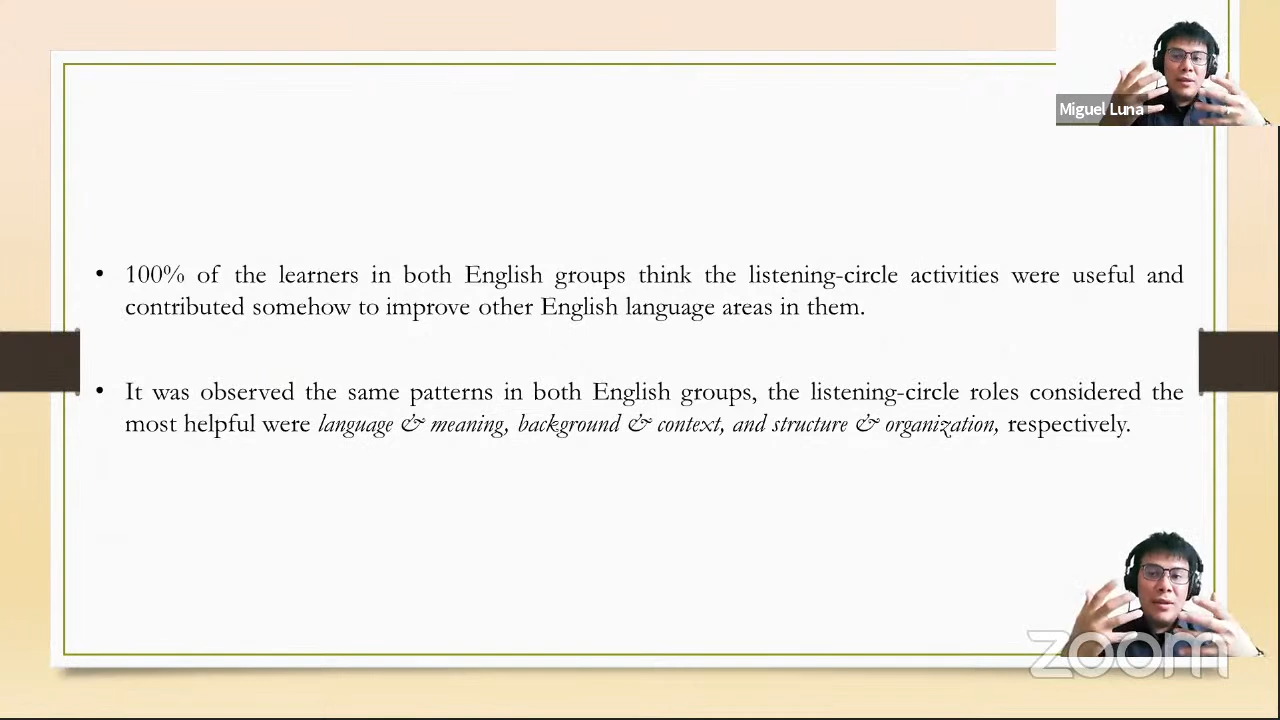 Miguel Luna
• 100% of the learners in both English groups think the listening-circle activities were useful and
contributed somehow to improve other English language areas in them.
• It was observed the same patterns in both English groups, the listening-circle roles considered the
most helpful were language & meaning, background & context, and structure & organization, respectively.
zoom